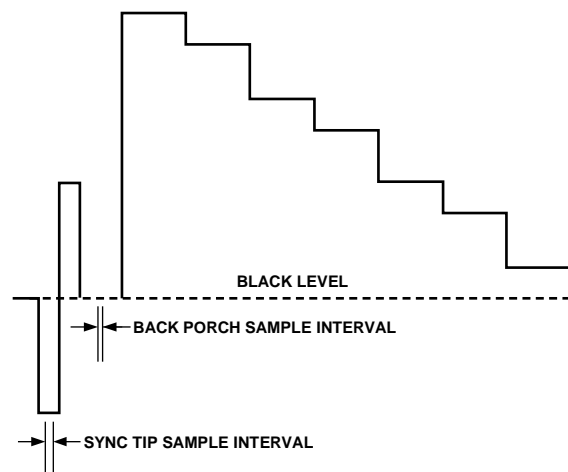 BLACK LEVEL
BACK PORCH SAMPLE INTERVAL
SYNC TIP SAMPLE INTERVAL